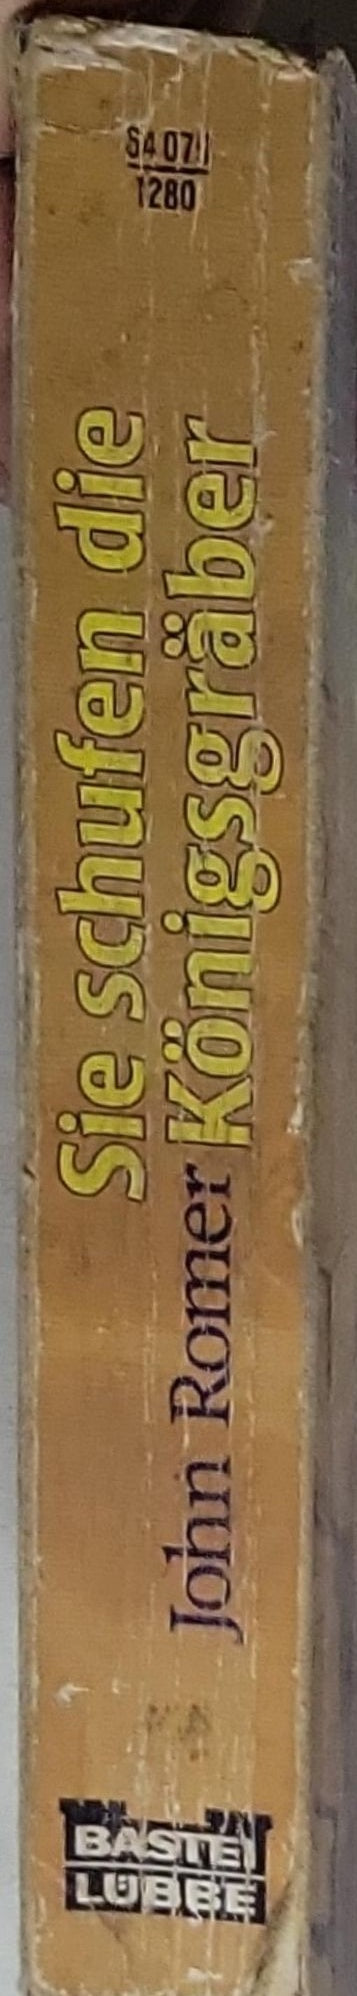 64 071
1280
John Romer
Sie schufen die
Königsgräber
BASTEI
LÜBBE